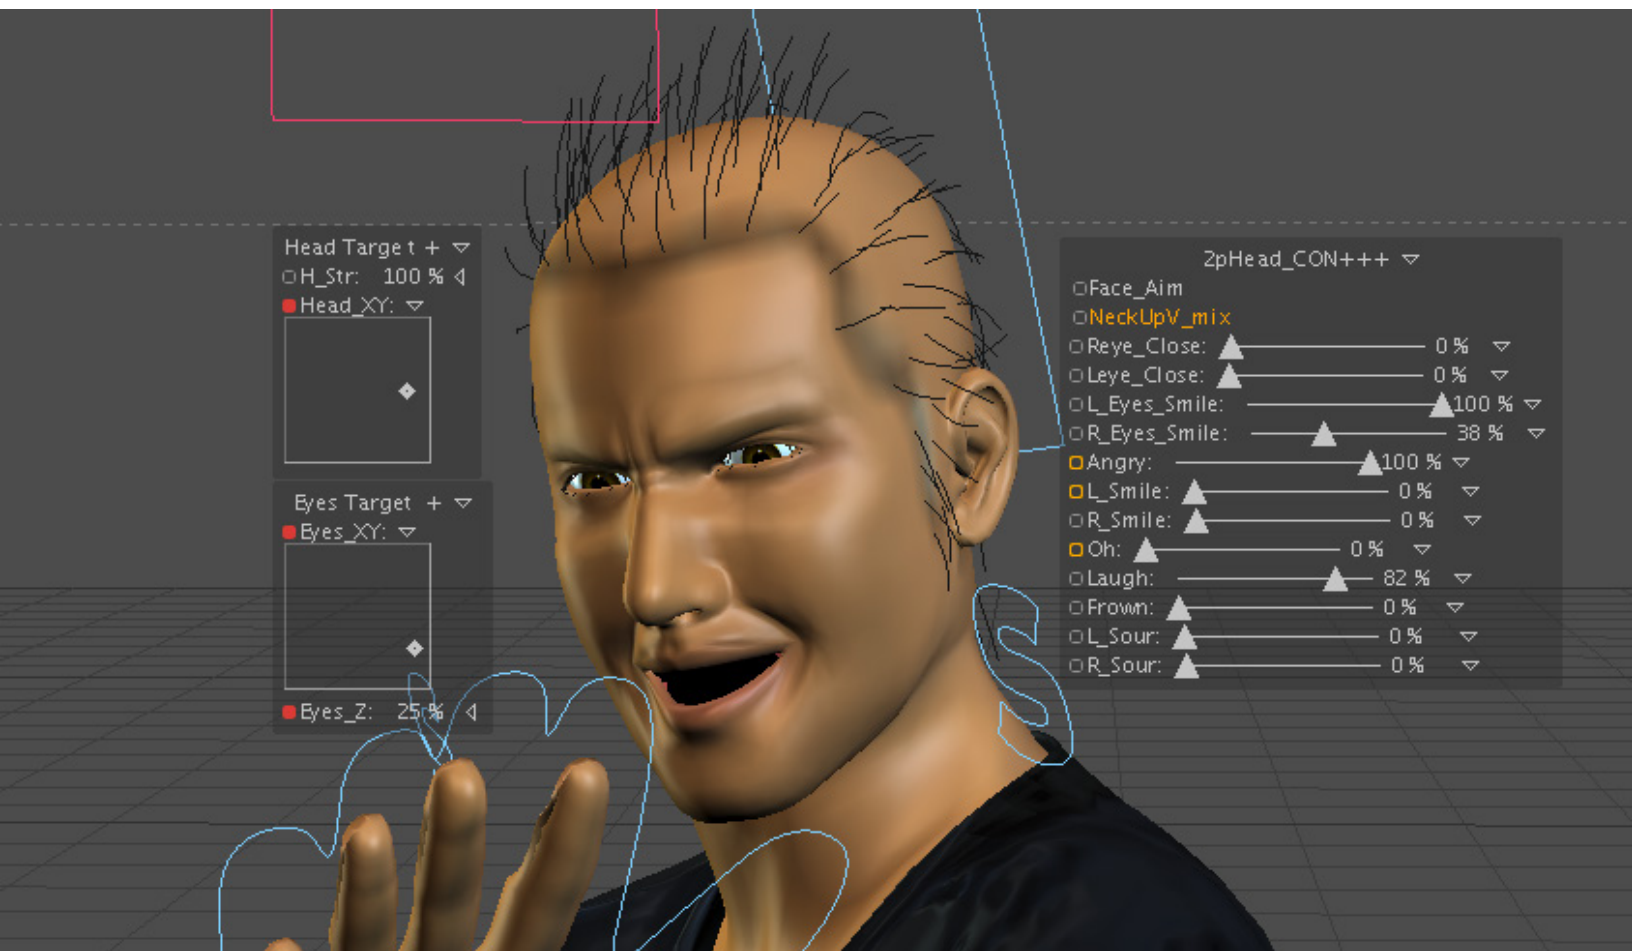 Head Target +
H_Str: 100 %
Head_XY:
Eyes Target +
Eyes_XY:
Eyes_Z: 25 %
2pHead_CON+++
Face_Aim
NeckUpV_mix
Reye_Close: 0 %
Leye_Close: 0 %
L_Eyes_Smile: 100 %
R_Eyes_Smile: 38 %
Angry: 100 %
L_Smile: 0 %
R_Smile: 0 %
Oh: 0 %
Laugh: 82 %
Frown: 0 %
L_Sour: 0 %
R_Sour: 0 %